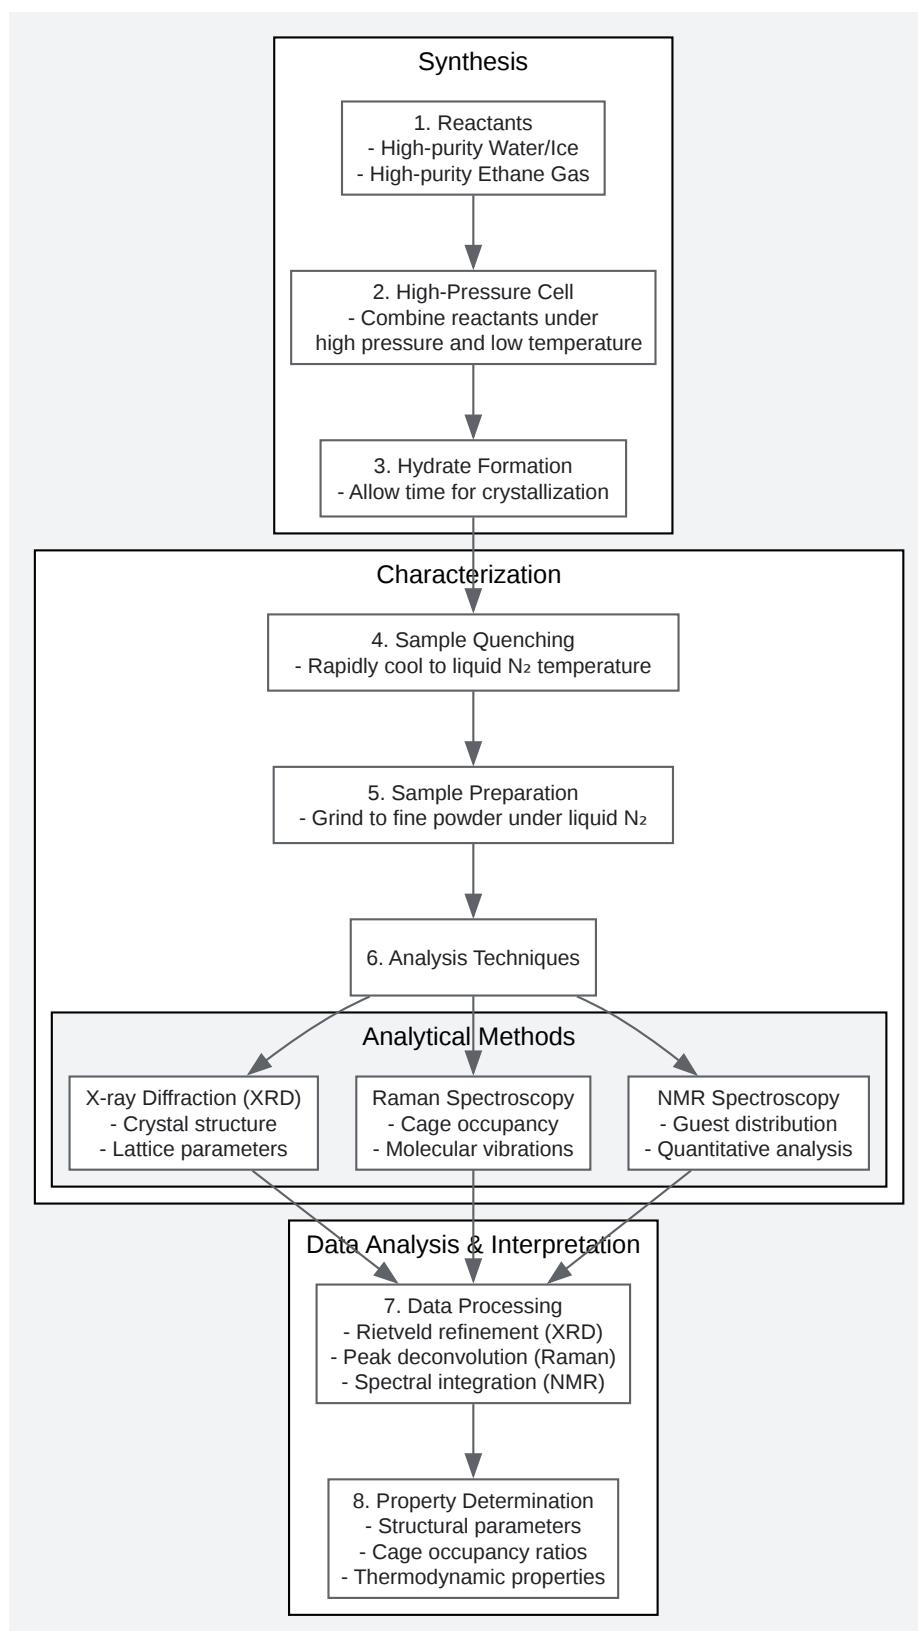 Synthesis
1. Reactants
- High-purity Water/Ice
- High-purity Ethane Gas
2. High-Pressure Cell
- Combine reactants under
high pressure and low temperature
3. Hydrate Formation
- Allow time for crystallization
Characterization
4. Sample Quenching
- Rapidly cool to liquid N₂ temperature
5. Sample Preparation
- Grind to fine powder under liquid N₂
6. Analysis Techniques
Analytical Methods
X-ray Diffraction (XRD)
- Crystal structure
- Lattice parameters
Raman Spectroscopy
- Cage occupancy
- Molecular vibrations
NMR Spectroscopy
- Guest distribution
- Quantitative analysis
Data Analysis & Interpretation
7. Data Processing
- Rietveld refinement (XRD)
- Peak deconvolution (Raman)
- Spectral integration (NMR)
8. Property Determination
- Structural parameters
- Cage occupancy ratios
- Thermodynamic properties